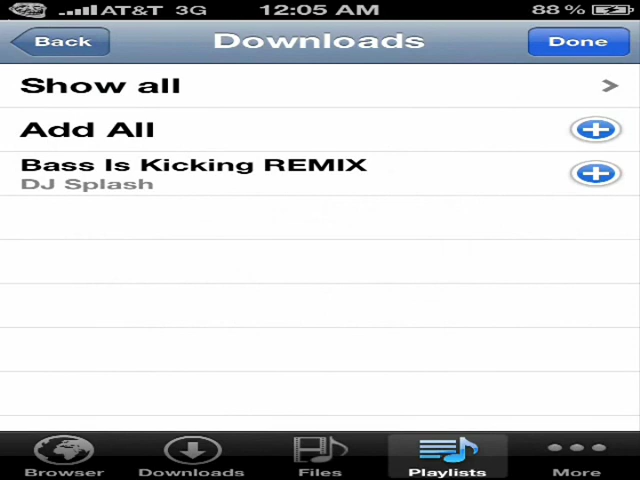 AT&T 3G 12:05 AM 88 %
Back Downloads Done
Show all
Add All
Bass Is Kicking REMIX
DJ Splash
Browser Downloads Files Playlists More